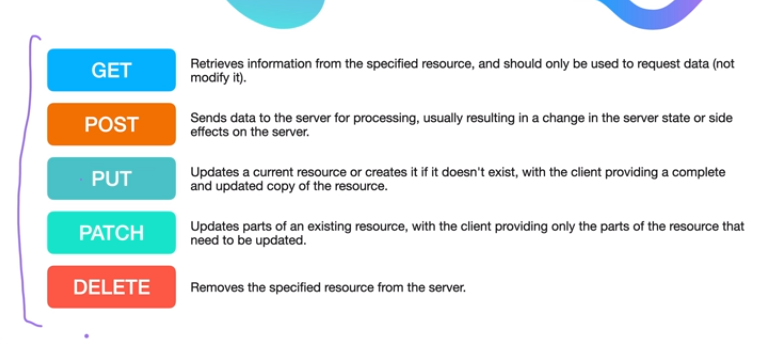 GET
Retrieves information from the specified resource, and should only be used to request data (not
modify it).
POST
Sends data to the server for processing, usually resulting in a change in the server state or side
effects on the server.
PUT
Updates a current resource or creates it if it doesn't exist, with the client providing a complete
and updated copy of the resource.
PATCH
Updates parts of an existing resource, with the client providing only the parts of the resource that
need to be updated.
DELETE
Removes the specified resource from the server.